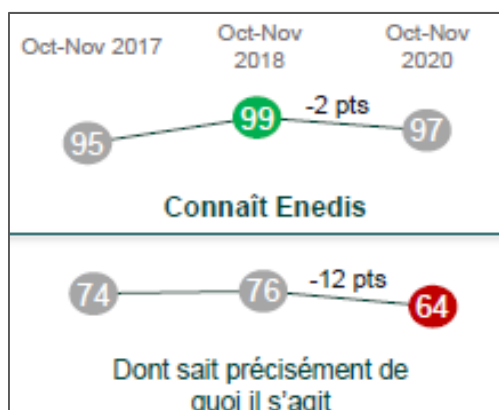 Oct-Nov 2017
Oct-Nov
2018
Oct-Nov
2020
95
99
-2 pts
97
Connaît Enedis
74
76
-12 pts
64
Dont sait précisément de
quoi il s'agit